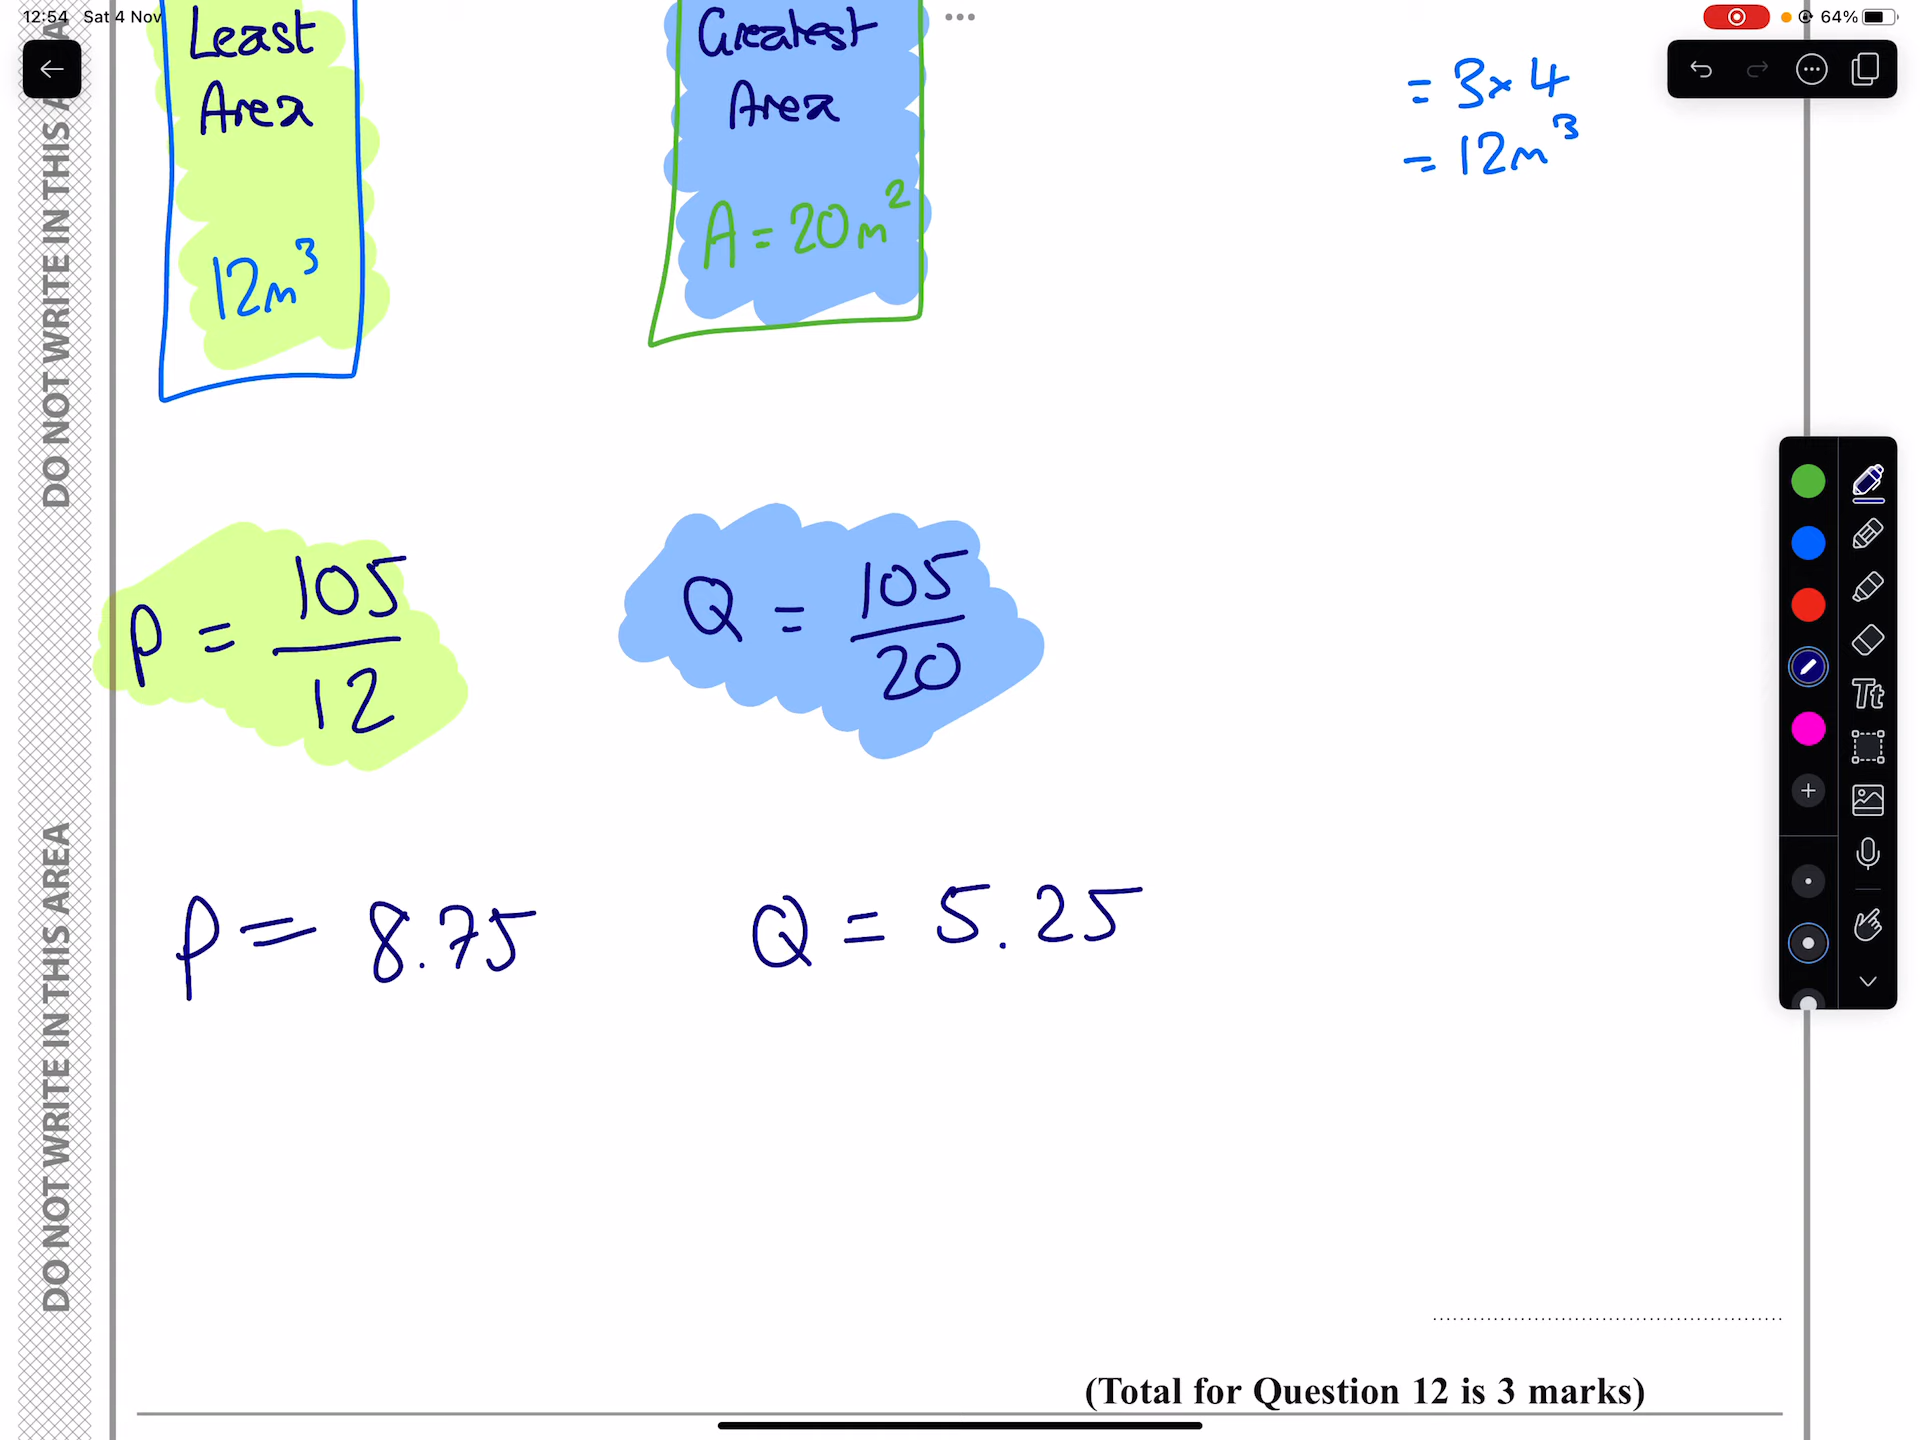 12:54 Sat 4 Nov
64%
Least
Area
12m³
Greatest
Area
A = 20m²
= 3 x 4
= 12m³
P = 105/12
Q = 105/20
P = 8.75
Q = 5.25
Tt
(Total for Question 12 is 3 marks)
DO NOT WRITE IN THIS A
DO NOT WRITE IN THIS AREA